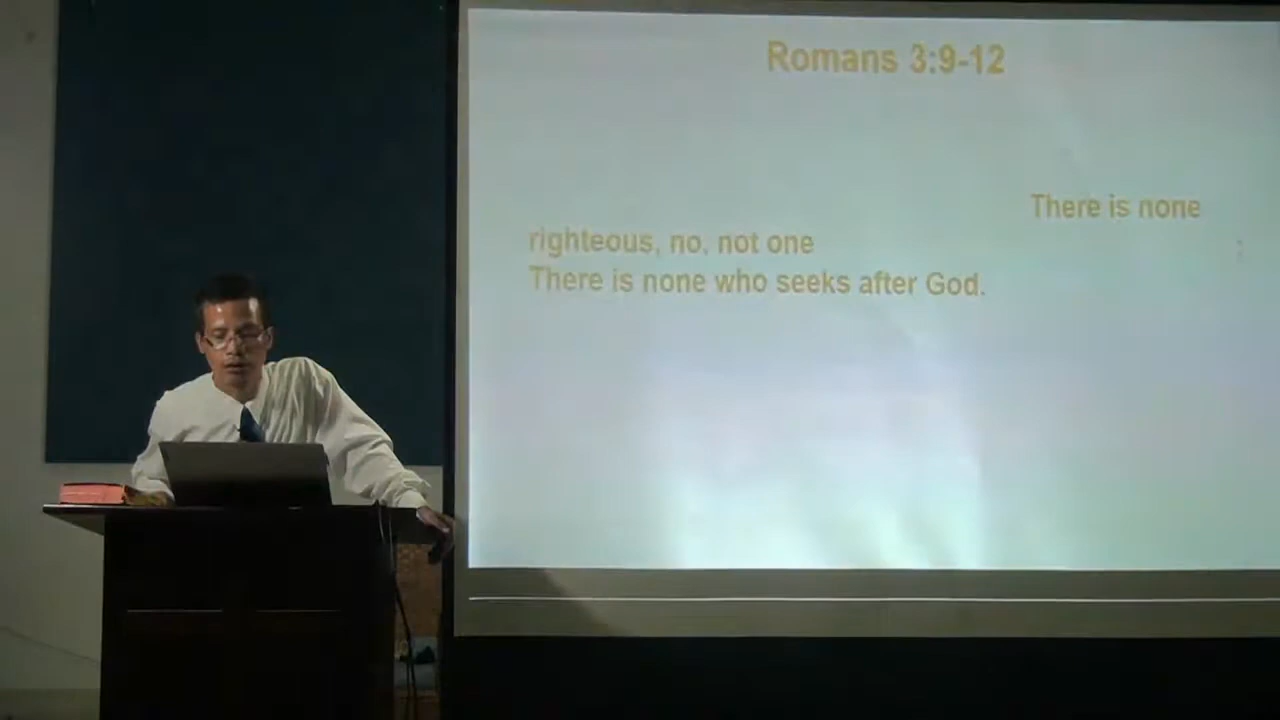 Romans 3:9-12
There is none
righteous, no, not one
There is none who seeks after God.